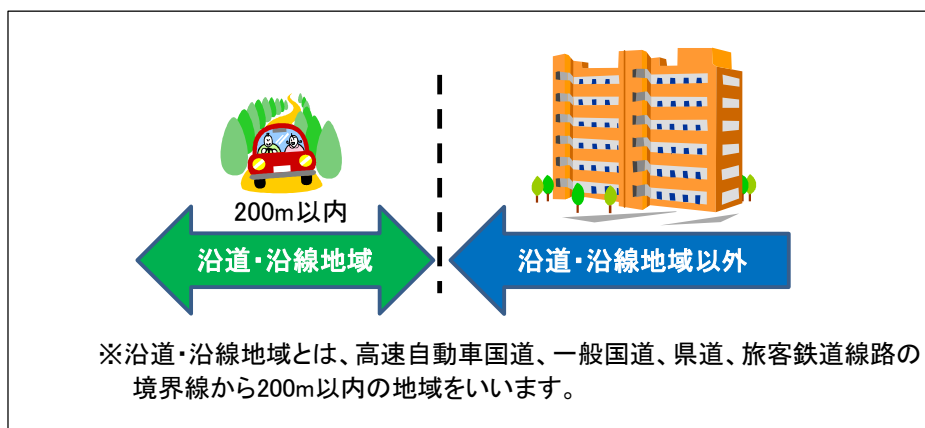 200m以内
沿道・沿線地域
沿道・沿線地域以外
※沿道・沿線地域とは、高速自動車国道、一般国道、県道、旅客鉄道線路の
境界線から200m以内の地域をいいます。